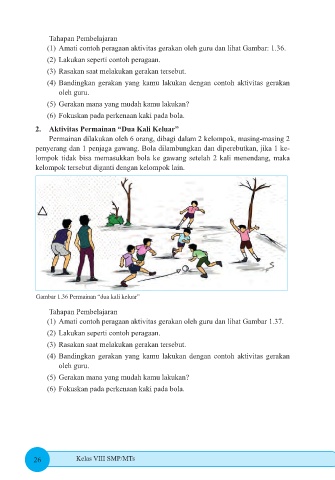 Tahapan Pembelajaran
(1) Amati contoh peragaan aktivitas gerakan oleh guru dan lihat Gambar: 1.36.
(2) Lakukan seperti contoh peragaan.
(3) Rasakan saat melakukan gerakan tersebut.
(4) Bandingkan gerakan yang kamu lakukan dengan contoh aktivitas gerakan
oleh guru.
(5) Gerakan mana yang mudah kamu lakukan?
(6) Fokuskan pada perkenaan kaki pada bola.
2. Aktivitas Permainan “Dua Kali Keluar”
Permainan dilakukan oleh 6 orang, dibagi dalam 2 kelompok, masing-masing 2
penyerang dan 1 penjaga gawang. Bola dilambungkan dan diperebutkan, jika 1 ke-
lompok tidak bisa memasukkan bola ke gawang setelah 2 kali menendang, maka
kelompok tersebut diganti dengan kelompok lain.
Gambar 1.36 Permainan “dua kali keluar”
Tahapan Pembelajaran
(1) Amati contoh peragaan aktivitas gerakan oleh guru dan lihat Gambar 1.37.
(2) Lakukan seperti contoh peragaan.
(3) Rasakan saat melakukan gerakan tersebut.
(4) Bandingkan gerakan yang kamu lakukan dengan contoh aktivitas gerakan
oleh guru.
(5) Gerakan mana yang mudah kamu lakukan?
(6) Fokuskan pada perkenaan kaki pada bola.
26 Kelas VIII SMP/MTs